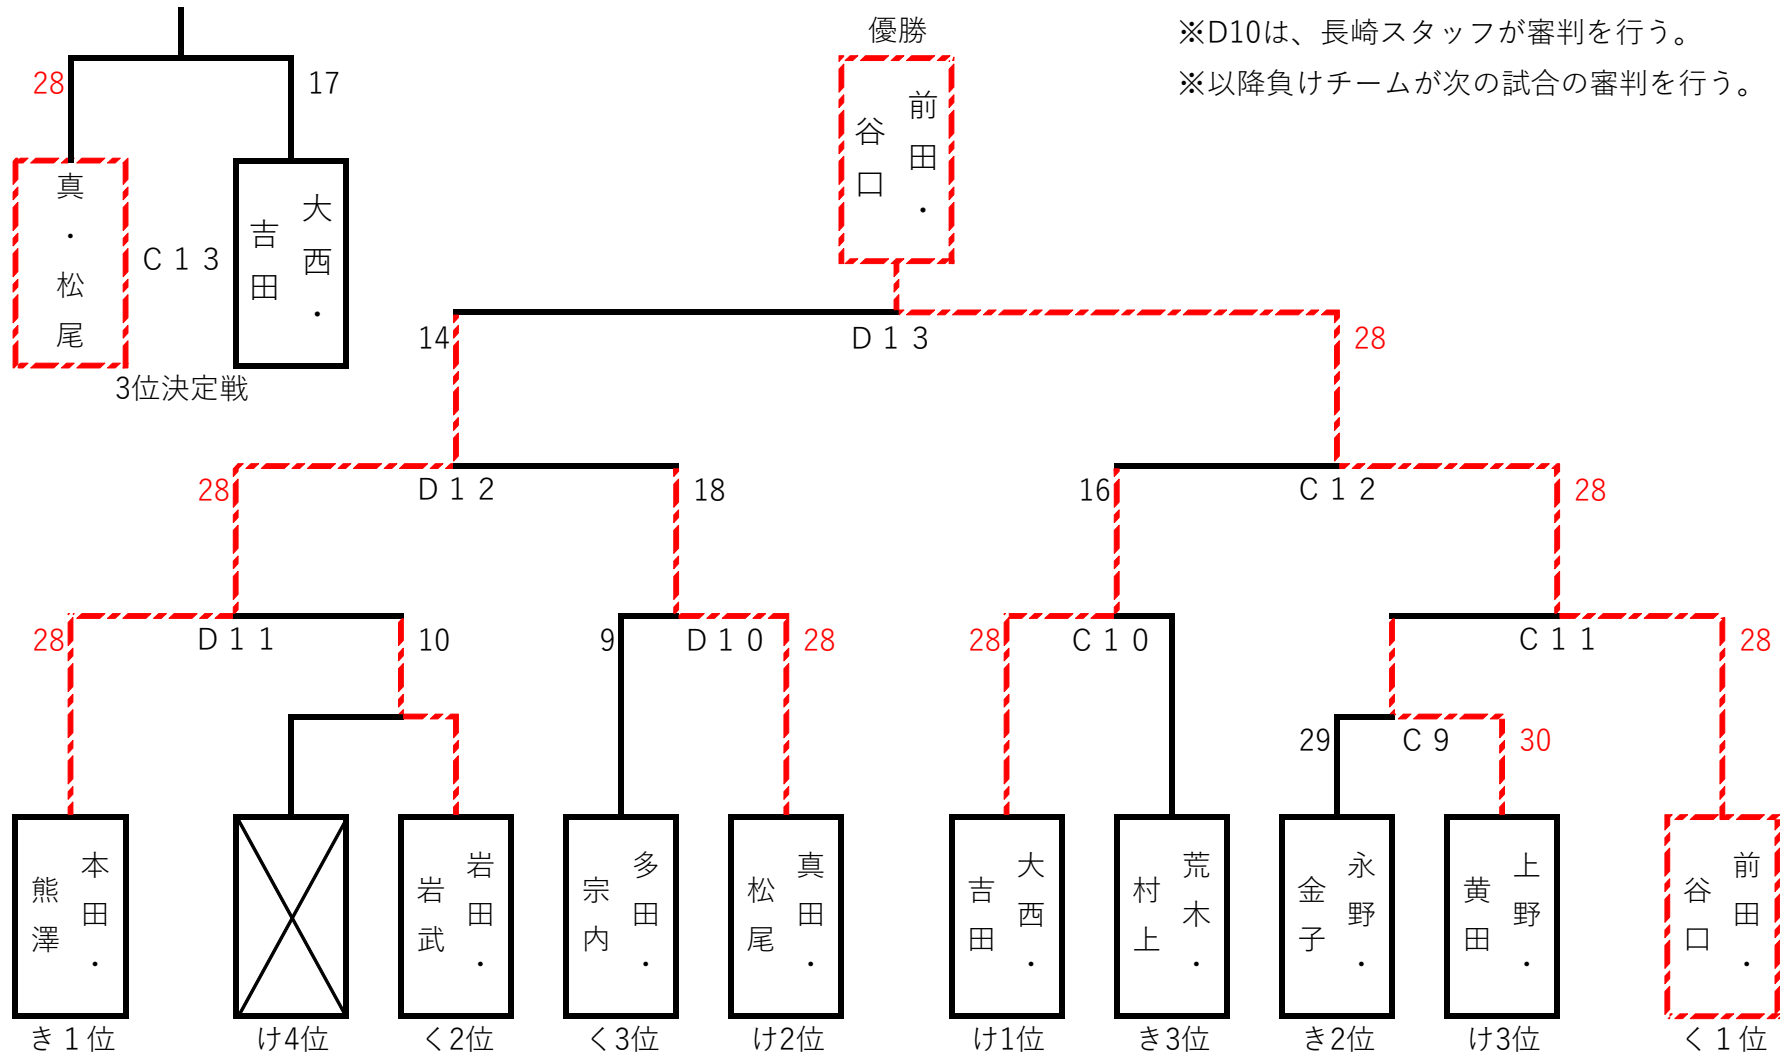 優勝
※D10は、長崎スタッフが審判を行う。
※以降負けチームが次の試合の審判を行う。
28
17
前田・
谷口
真・松尾
C13
大西・
吉田
3位決定戦
14
D13
28
28
D12
18
16
C12
28
28
D11
10
9
D10
28
28
C10
C11
28
29
C9
30
本田・
熊澤
岩田・
岩武
多田・
宗内
真田・
松尾
大西・
吉田
荒木・
村上
永野・
金子
上野・
黄田
前田・
谷口
き1位
け4位
く2位
く3位
け2位
け1位
き3位
き2位
け3位
く1位